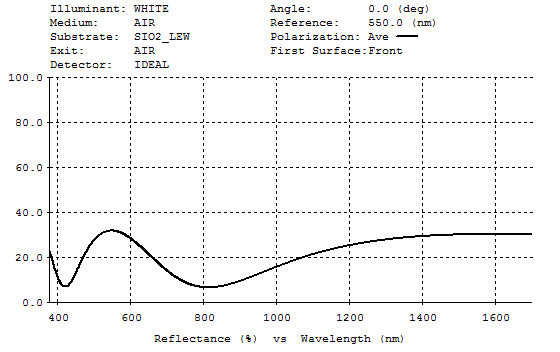 Illuminant: WHITE Angle: 0.0 (deg)
Medium: AIR Reference: 550.0 (nm)
Substrate: SIO2_LEW Polarization: Ave
Exit: AIR First Surface:Front
Detector: IDEAL
100.0
80.0
60.0
40.0
20.0
0.0
400 600 800 1000 1200 1400 1600
Reflectance (%) vs Wavelength (nm)